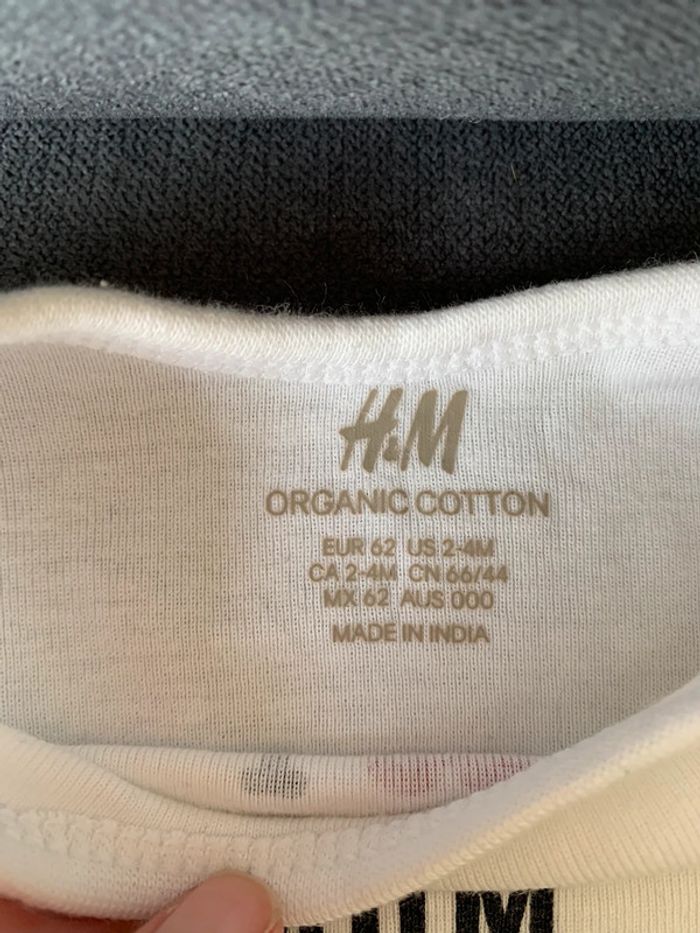 H&M
ORGANIC COTTON
EUR 62 US 2-4M
CA 2-4M CN 66/44
MX 62 AUS 000
MADE IN INDIA